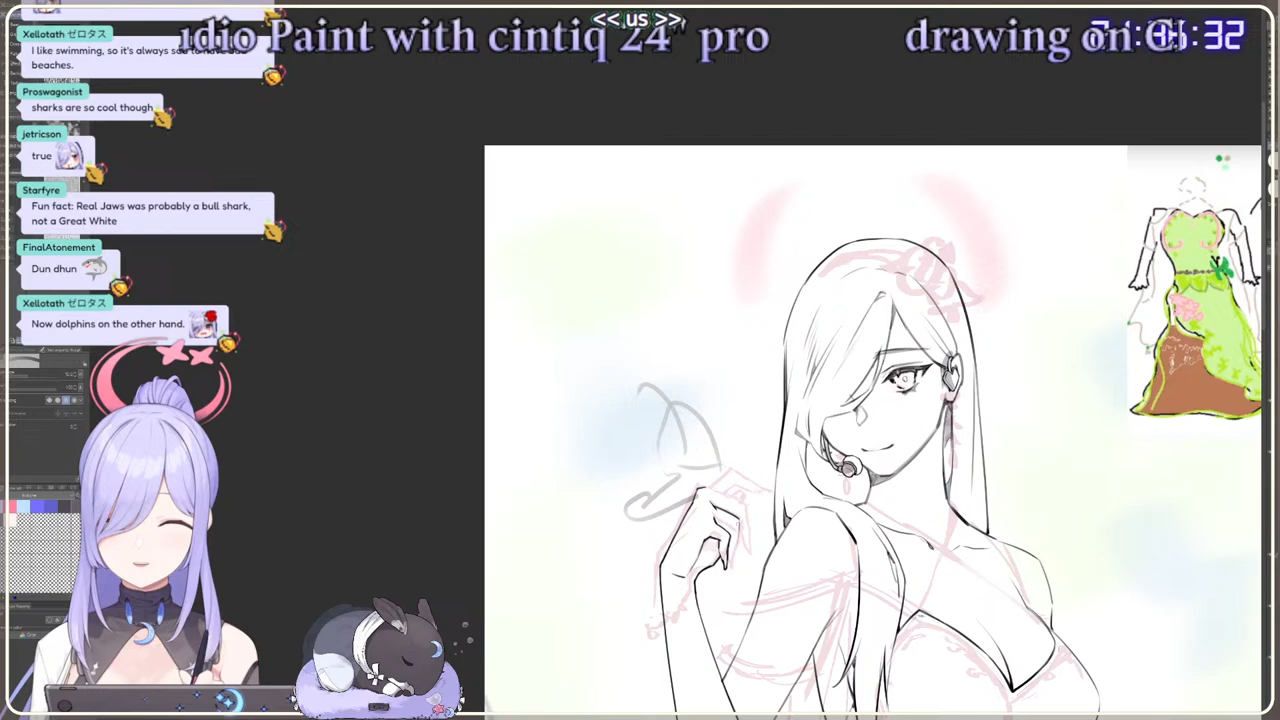 << us >>
udio Paint with cintiq 24" pro
drawing on C
Xellotath ゼロタス
I like swimming, so it's always sad to have bad
beaches.
Proswagonist
sharks are so cool though
jetricson
true
Starfyre
Fun fact: Real Jaws was probably a bull shark,
not a Great White
FinalAtonement
Dun dhun
Xellotath ゼロタス
Now dolphins on the other hand.